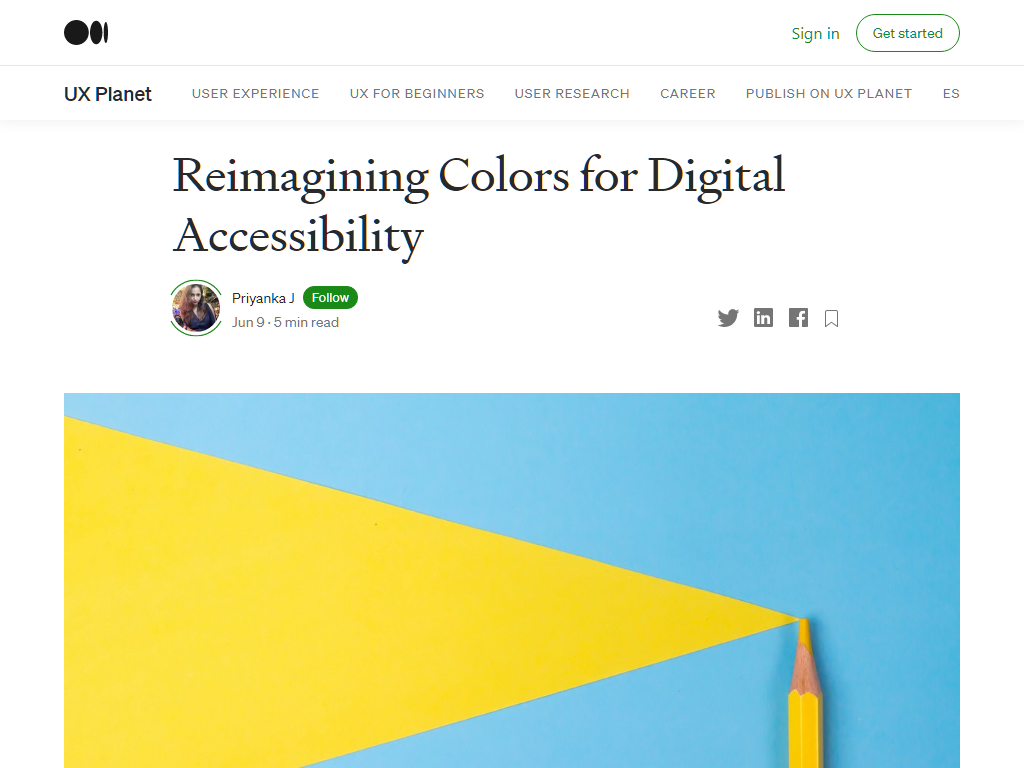 Sign in
Get started
UX Planet
USER EXPERIENCE
UX FOR BEGINNERS
USER RESEARCH
CAREER
PUBLISH ON UX PLANET
ES
Reimagining Colors for Digital
Accessibility
Priyanka J
Follow
Jun 9 · 5 min read